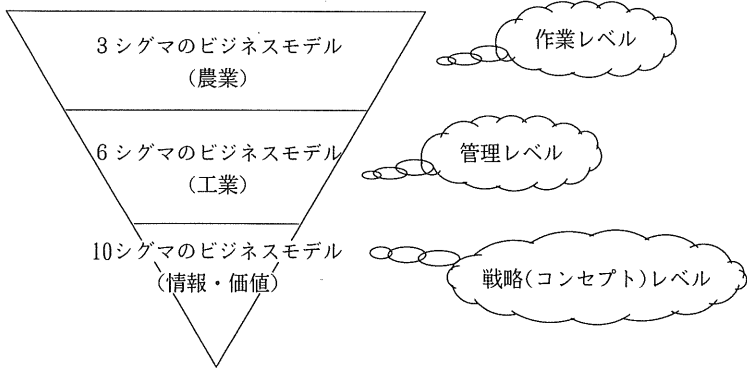 3シグマのビジネスモデル
(農業)
作業レベル
6シグマのビジネスモデル
(工業)
管理レベル
10シグマのビジネスモデル
(情報・価値)
戦略(コンセプト)レベル